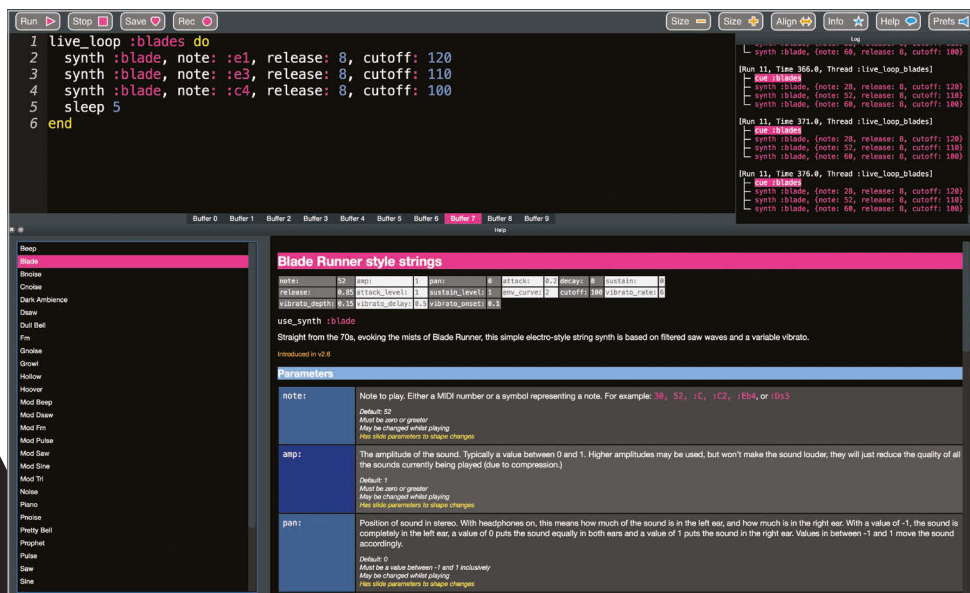 Run
Stop
Save
Rec
Size
Size
Align
Info
Help
Prefs
1 live_loop :blades do
2 synth :blade, note: :e1, release: 8, cutoff: 120
3 synth :blade, note: :e3, release: 8, cutoff: 110
4 synth :blade, note: :c4, release: 8, cutoff: 100
5 sleep 5
6 end
Log
synth :blade, {note: 60, release: 8, cutoff: 100}
[Run 11, Time 366.0, Thread :live_loop_blades]
cue :blades
synth :blade, {note: 28, release: 8, cutoff: 120}
synth :blade, {note: 52, release: 8, cutoff: 110}
synth :blade, {note: 60, release: 8, cutoff: 100}
[Run 11, Time 371.0, Thread :live_loop_blades]
cue :blades
synth :blade, {note: 28, release: 8, cutoff: 120}
synth :blade, {note: 52, release: 8, cutoff: 110}
synth :blade, {note: 60, release: 8, cutoff: 100}
[Run 11, Time 376.0, Thread :live_loop_blades]
cue :blades
synth :blade, {note: 28, release: 8, cutoff: 120}
synth :blade, {note: 52, release: 8, cutoff: 110}
synth :blade, {note: 60, release: 8, cutoff: 100}
Buffer 0 Buffer 1 Buffer 2 Buffer 3 Buffer 4 Buffer 5 Buffer 6 Buffer 7 Buffer 8 Buffer 9
Help
Beep
Blade
Bnoise
Cnoise
Dark Ambience
Dsaw
Dull Bell
Fm
Gnoise
Growl
Hollow
Hoover
Mod Beep
Mod Dsaw
Mod Fm
Mod Pulse
Mod Saw
Mod Sine
Mod Tri
Noise
Piano
Pnoise
Pretty Bell
Prophet
Pulse
Saw
Sine
Blade Runner style strings
note: 52 amp: 1 pan: 0 attack: 0.2 decay: 0 sustain: 0
release: 0.85 attack_level: 1 sustain_level: 1 env_curve: 2 cutoff: 100 vibrato_rate: 6
vibrato_depth: 0.15 vibrato_delay: 0.5 vibrato_onset: 0.1
use_synth :blade
Straight from the 70s, evoking the mists of Blade Runner, this simple electro-style string synth is based on filtered saw waves and a variable vibrato.
Introduced in v2.6
Parameters
note:
Note to play. Either a MIDI number or a symbol representing a note. For example: 30, 52, :C, :C2, :Eb4, or :Ds3
Default: 52
Must be zero or greater
May be changed whilst playing
Has slide parameters to shape changes
amp:
The amplitude of the sound. Typically a value between 0 and 1. Higher amplitudes may be used, but won't make the sound louder, they will just reduce the quality of all
the sounds currently being played (due to compression.)
Default: 1
Must be zero or greater
May be changed whilst playing
Has slide parameters to shape changes
pan:
Position of sound in stereo. With headphones on, this means how much of the sound is in the left ear, and how much is in the right ear. With a value of -1, the sound is
completely in the left ear, a value of 0 puts the sound equally in both ears and a value of 1 puts the sound in the right ear. Values in between -1 and 1 move the sound
accordingly.
Default: 0
Must be a value between -1 and 1 inclusively
May be changed whilst playing
Has slide parameters to shape changes